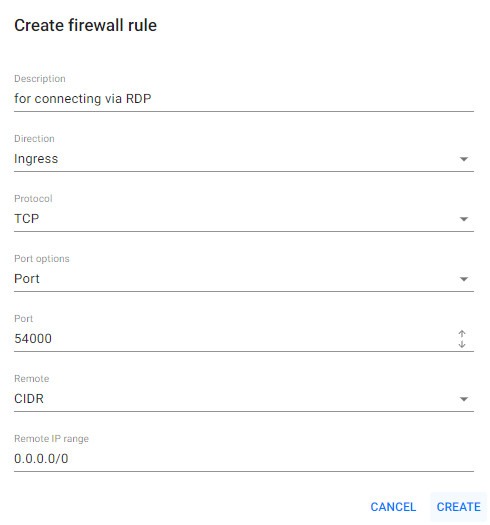 Create firewall rule
Description
for connecting via RDP
Direction
Ingress
Protocol
TCP
Port options
Port
Port
54000
Remote
CIDR
Remote IP range
0.0.0.0/0
CANCEL CREATE